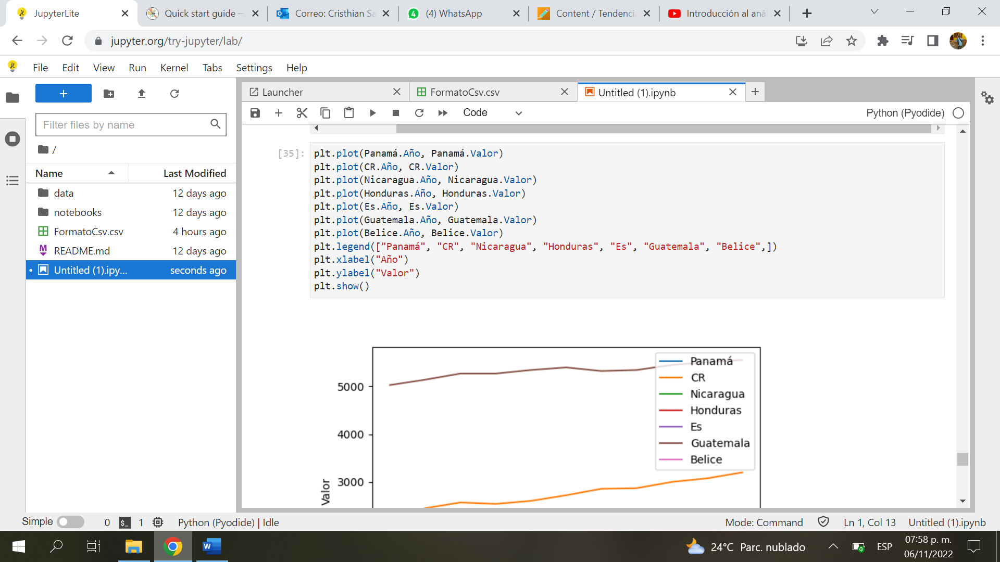 JupyterLite
Quick start guide —
Correo: Cristhian Sa
4
(4) WhatsApp
Content / Tendenci
Introducción al aná
jupyter.org/try-jupyter/lab/
File Edit View Run Kernel Tabs Settings Help
Filter files by name
/
Name Last Modified
data 12 days ago
notebooks 12 days ago
FormatoCsv.csv 4 hours ago
README.md 12 days ago
Untitled (1).ipy... seconds ago
Launcher
FormatoCsv.csv
Untitled (1).ipynb
Code
Python (Pyodide)
[35]:
plt.plot(Panamá.Año, Panamá.Valor)
plt.plot(CR.Año, CR.Valor)
plt.plot(Nicaragua.Año, Nicaragua.Valor)
plt.plot(Honduras.Año, Honduras.Valor)
plt.plot(Es.Año, Es.Valor)
plt.plot(Guatemala.Año, Guatemala.Valor)
plt.plot(Belice.Año, Belice.Valor)
plt.legend(["Panamá", "CR", "Nicaragua", "Honduras", "Es", "Guatemala", "Belice",])
plt.xlabel("Año")
plt.ylabel("Valor")
plt.show()
Panamá
CR
Nicaragua
Honduras
Es
Guatemala
Belice
5000
4000
3000
Valor
Simple 0 $_ 1 Python (Pyodide) | Idle
Mode: Command Ln 1, Col 13 Untitled (1).ipynb
W
24°C Parc. nublado
ESP
07:58 p. m.
06/11/2022